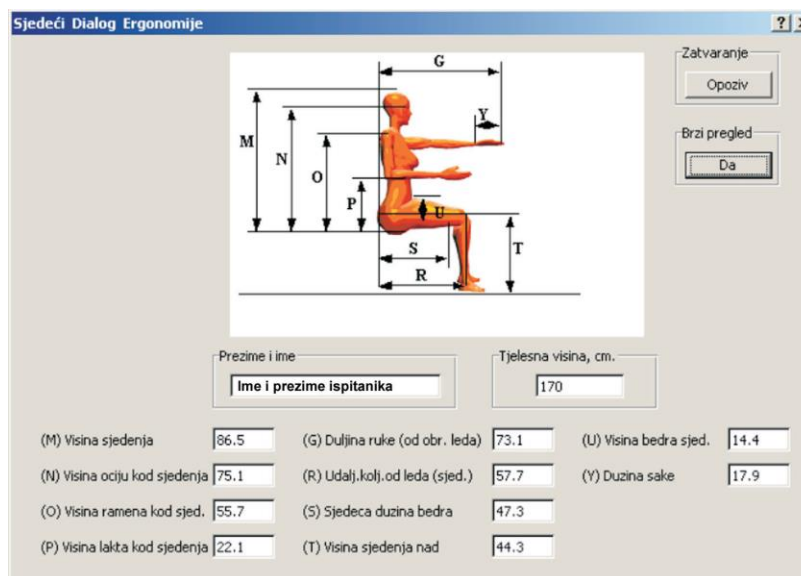 Sjedeći Dialog Ergonomije
G
Zatvaranje
Opoziv
Y
M
N
O
Brzi pregled
Da
P
U
S
T
R
Prezime i ime
Ime i prezime ispitanika
Tjelesna visina, cm.
170
(M) Visina sjedenja 86.5 (G) Duljina ruke (od obr. leda) 73.1 (U) Visina bedra sjed. 14.4
(N) Visina ociju kod sjedenja 75.1 (R) Udalj.kolj.od leda (sjed.) 57.7 (Y) Duzina sake 17.9
(O) Visina ramena kod sjed. 55.7 (S) Sjedeca duzina bedra 47.3
(P) Visina lakta kod sjedenja 22.1 (T) Visina sjedenja nad 44.3